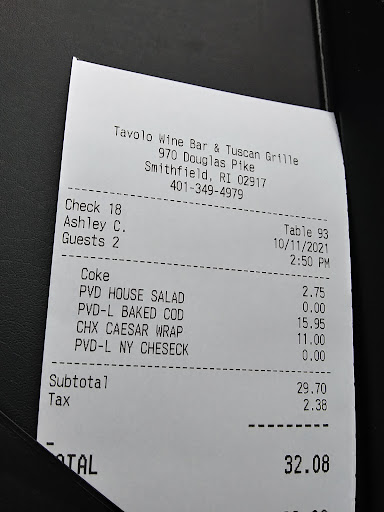 Tavolo Wine Bar & Tuscan Grille
970 Douglas Pike
Smithfield, RI 02917
401-349-4979
Check 18 Table 93
Ashley C. 10/11/2021
Guests 2 2:50 PM
Coke 2.75
PVD HOUSE SALAD 0.00
PVD-L BAKED COD 15.95
CHX CAESAR WRAP 11.00
PVD-L NY CHESECK 0.00
Subtotal 29.70
Tax 2.38
TOTAL 32.08